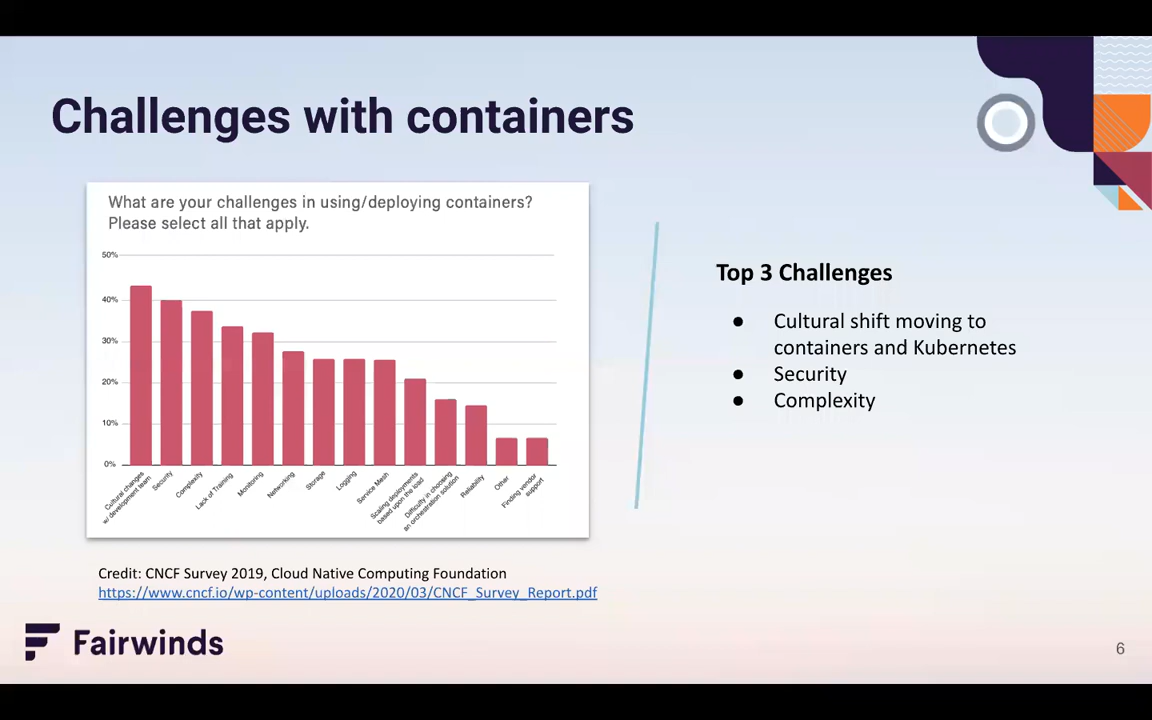 Challenges with containers
What are your challenges in using/deploying containers?
Please select all that apply.
50%
40%
30%
20%
10%
0%
Cultural changes
w/ development team
Security
Complexity
Lack of Training
Monitoring
Networking
Storage
Logging
Service Mesh
Scaling deployments
based upon the load
Difficulty in choosing
an orchestration solution
Reliability
Other
Finding vendor
support
Top 3 Challenges
● Cultural shift moving to
containers and Kubernetes
● Security
● Complexity
Credit: CNCF Survey 2019, Cloud Native Computing Foundation
https://www.cncf.io/wp-content/uploads/2020/03/CNCF_Survey_Report.pdf
Fairwinds
6